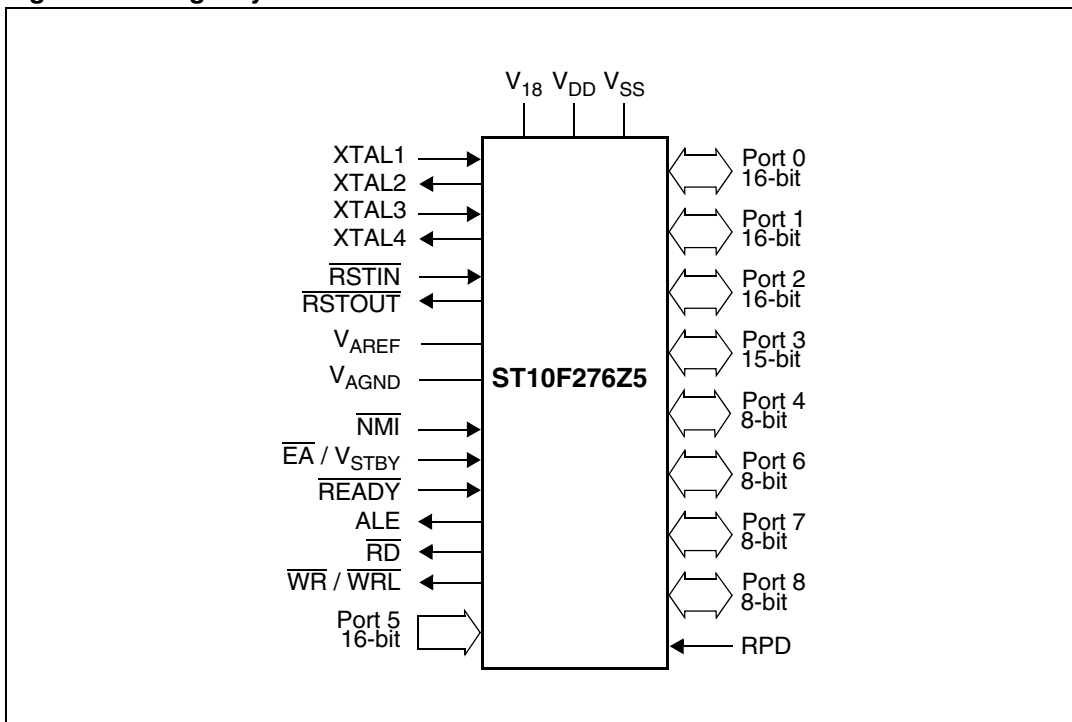 V18 VDD VSS
XTAL1
XTAL2
XTAL3
XTAL4
RSTIN
RSTOUT
VAREF
VAGND
NMI
EA / VSTBY
READY
ALE
RD
WR / WRL
Port 5
16-bit
ST10F276Z5
Port 0
16-bit
Port 1
16-bit
Port 2
16-bit
Port 3
15-bit
Port 4
8-bit
Port 6
8-bit
Port 7
8-bit
Port 8
8-bit
RPD